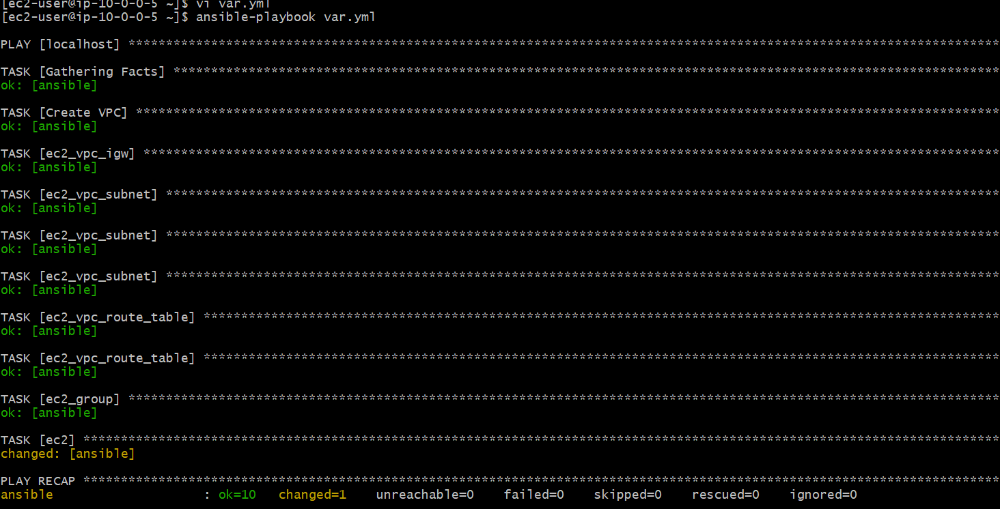 [ec2-user@ip-10-0-0-5 ~]$ vi var.yml
[ec2-user@ip-10-0-0-5 ~]$ ansible-playbook var.yml
PLAY [localhost] ********************************************************************************************************************
TASK [Gathering Facts] **************************************************************************************************************
ok: [ansible]
TASK [Create VPC] *******************************************************************************************************************
ok: [ansible]
TASK [ec2_vpc_igw] ******************************************************************************************************************
ok: [ansible]
TASK [ec2_vpc_subnet] ***************************************************************************************************************
ok: [ansible]
TASK [ec2_vpc_subnet] ***************************************************************************************************************
ok: [ansible]
TASK [ec2_vpc_subnet] ***************************************************************************************************************
ok: [ansible]
TASK [ec2_vpc_route_table] **********************************************************************************************************
ok: [ansible]
TASK [ec2_vpc_route_table] **********************************************************************************************************
ok: [ansible]
TASK [ec2_group] ********************************************************************************************************************
ok: [ansible]
TASK [ec2] **************************************************************************************************************************
changed: [ansible]
PLAY RECAP **************************************************************************************************************************
ansible                    : ok=10   changed=1    unreachable=0    failed=0    skipped=0    rescued=0    ignored=0